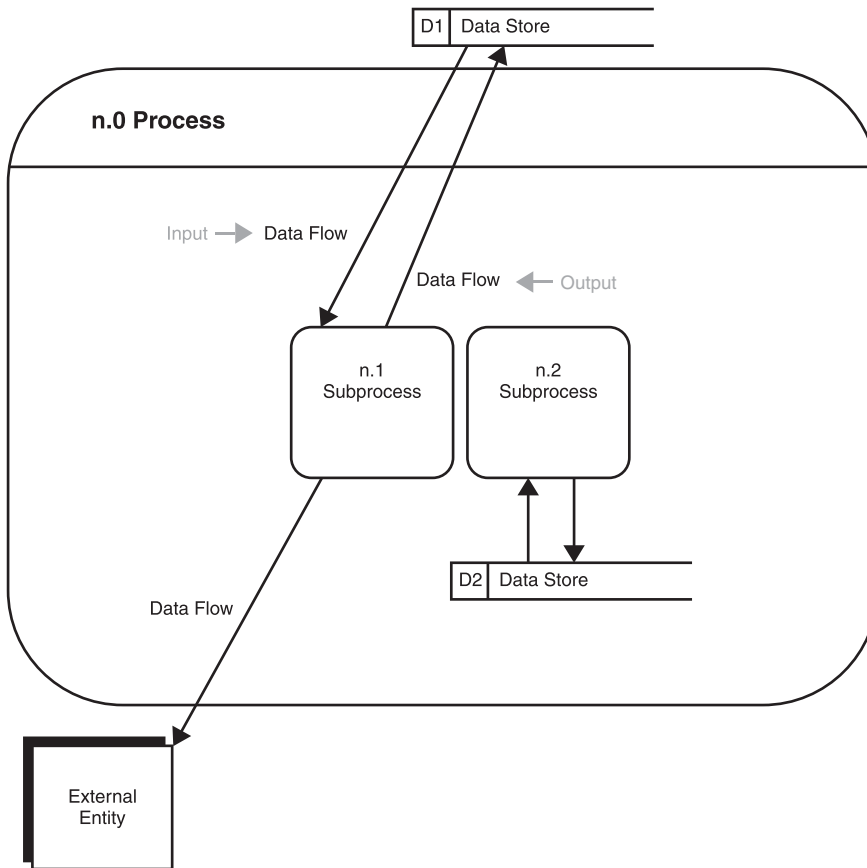 D1 Data Store
n.0 Process
Input Data Flow
Data Flow Output
n.1
Subprocess
n.2
Subprocess
D2 Data Store
Data Flow
External
Entity